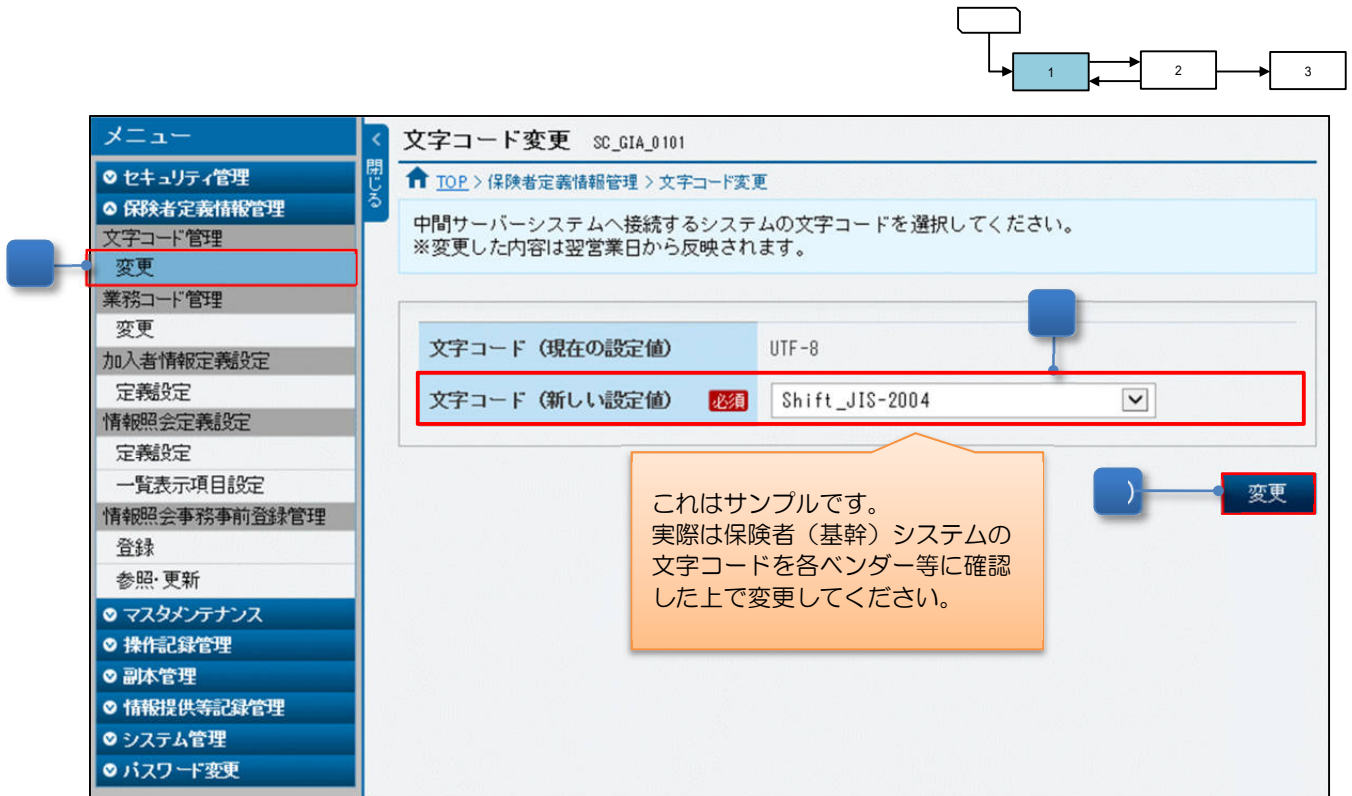 1
2
3
メニュー
セキュリティ管理
保険者定義情報管理
文字コード管理
変更
業務コード管理
変更
加入者情報定義設定
定義設定
情報照会定義設定
定義設定
一覧表示項目設定
情報照会事務事前登録管理
登録
参照・更新
マスタメンテナンス
操作記録管理
副本管理
情報提供等記録管理
システム管理
パスワード変更
<
閉じる
文字コード変更 SC_GIA_0101
TOP > 保険者定義情報管理 > 文字コード変更
中間サーバーシステムへ接続するシステムの文字コードを選択してください。
※変更した内容は翌営業日から反映されます。
文字コード（現在の設定値） UTF-8
文字コード（新しい設定値） 必須 Shift_JIS-2004
これはサンプルです。
実際は保険者（基幹）システムの
文字コードを各ベンダー等に確認
した上で変更してください。
)
変更